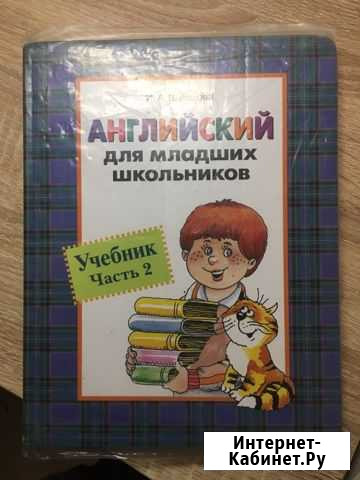 АНГЛИЙСКИЙ
ДЛЯ МЛАДШИХ
ШКОЛЬНИКОВ
Учебник
Часть 2
Интернет-
Кабинет.Ру